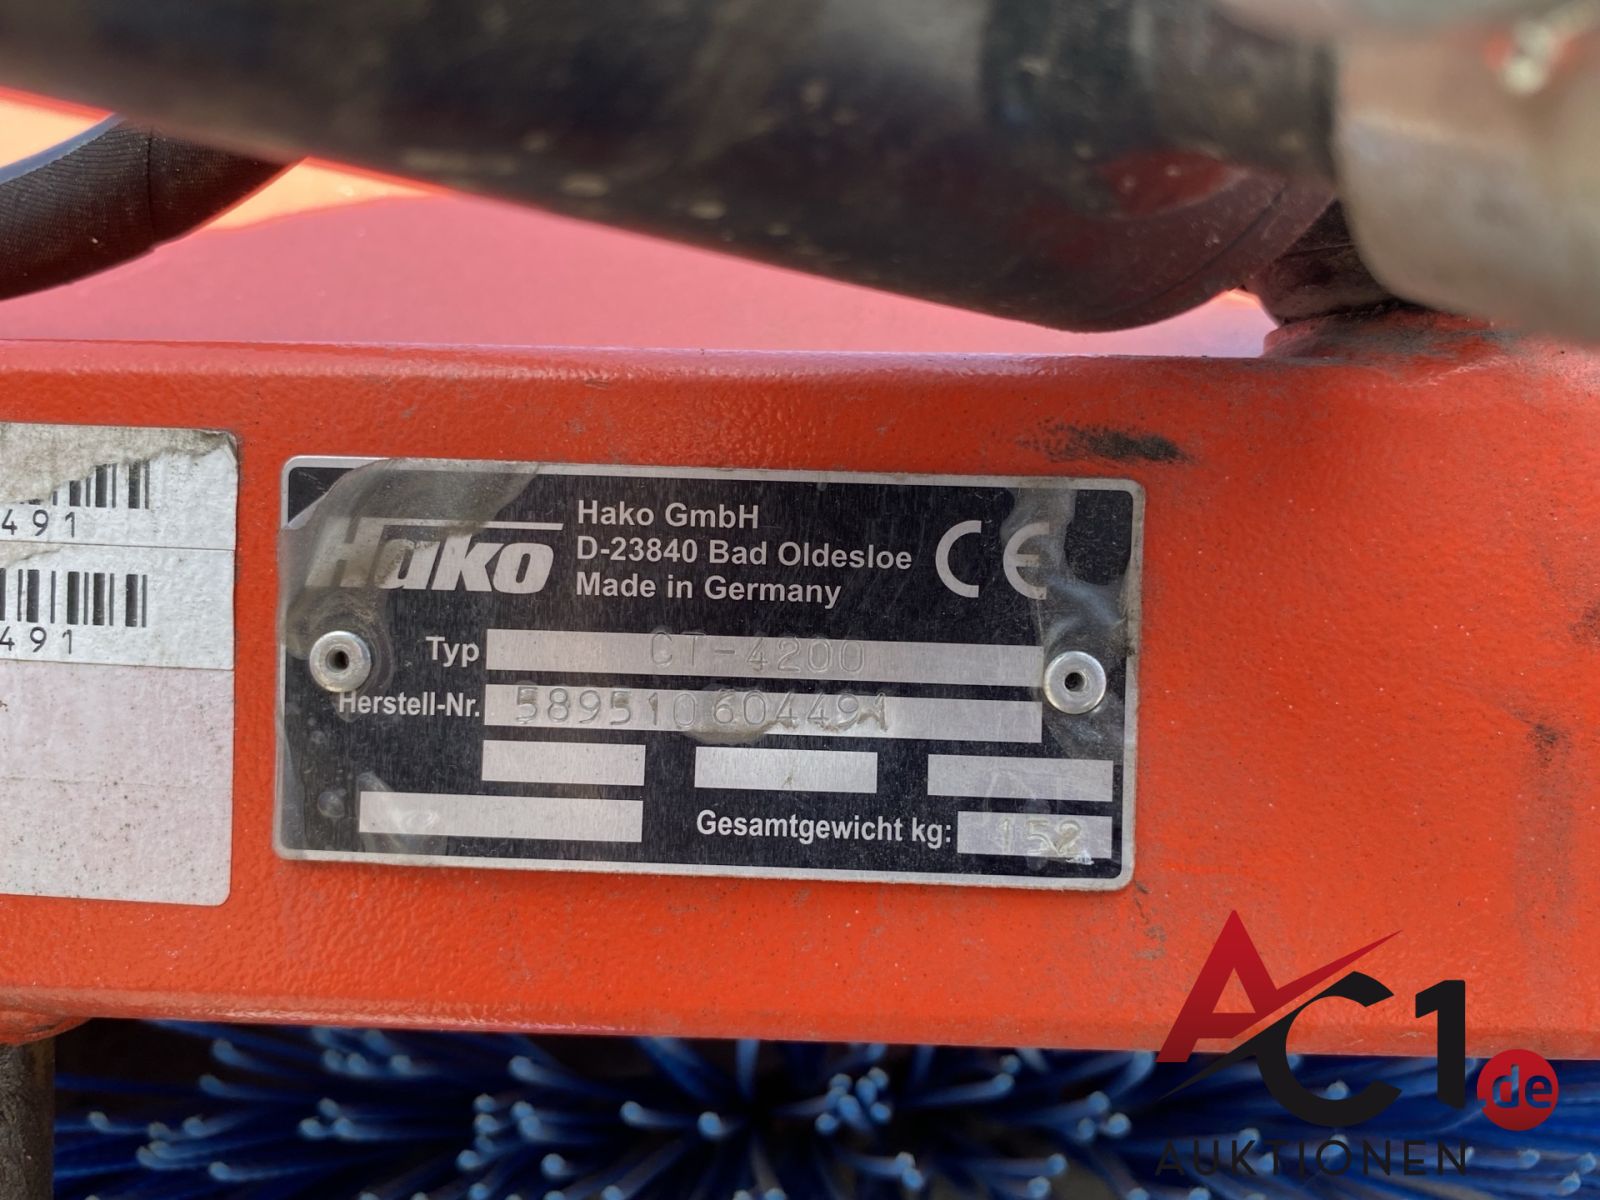 491
491
Hako
Hako GmbH
D-23840 Bad Oldesloe
Made in Germany
CE
Typ CT-4200
Herstell-Nr. 589510604491
Gesamtgewicht kg: 152
AC1.de
AUKTIONEN